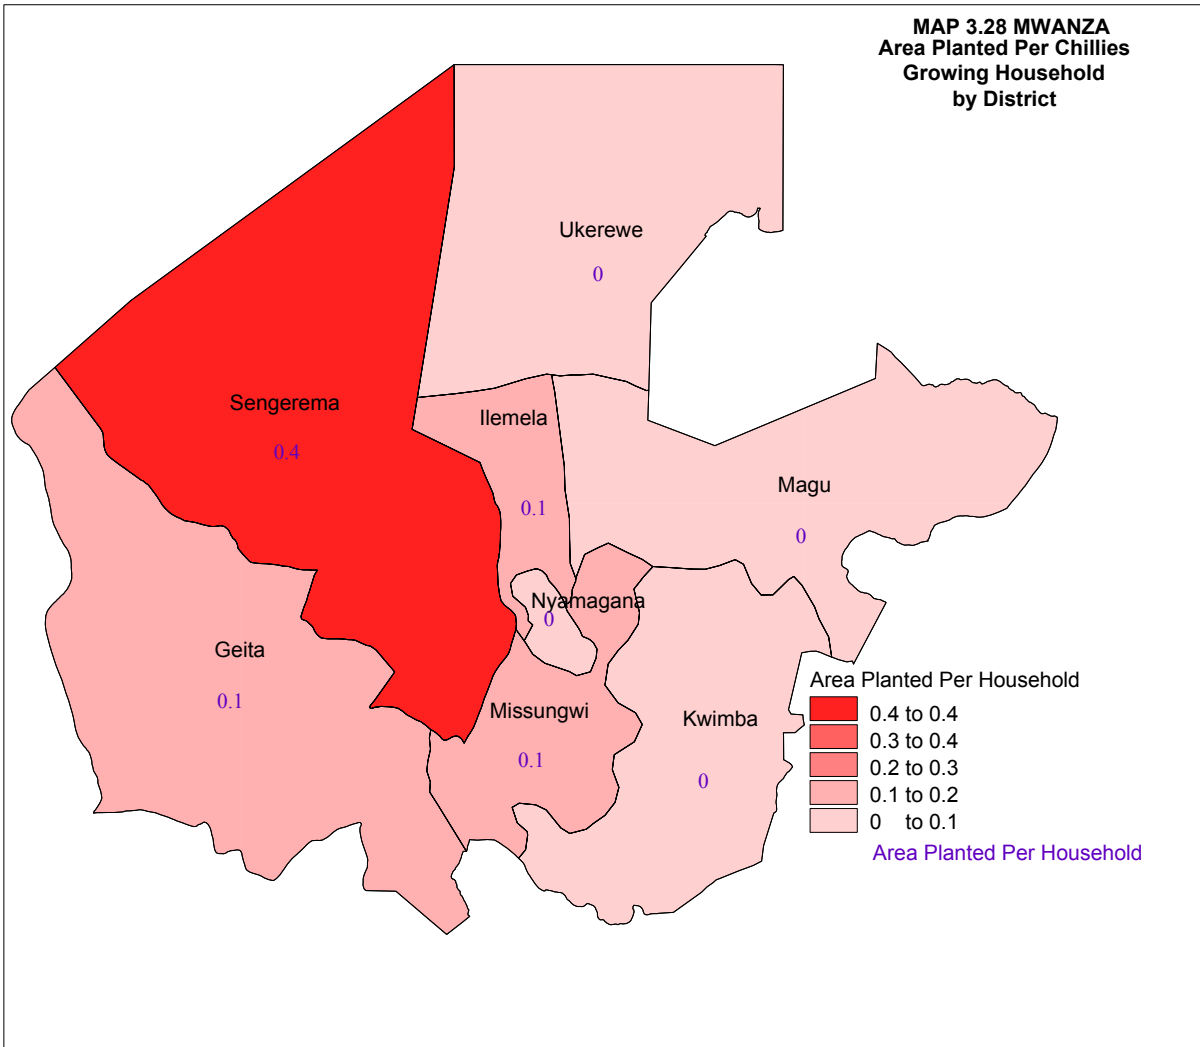 MAP 3.28 MWANZA
Area Planted Per Chillies
Growing Household
by District
Ukerewe
0
Sengerema
0.4
Ilemela
0.1
Magu
0
Nyamagana
0
Geita
0.1
Missungwi
0.1
Kwimba
0
Area Planted Per Household
0.4 to 0.4
0.3 to 0.4
0.2 to 0.3
0.1 to 0.2
0 to 0.1
Area Planted Per Household